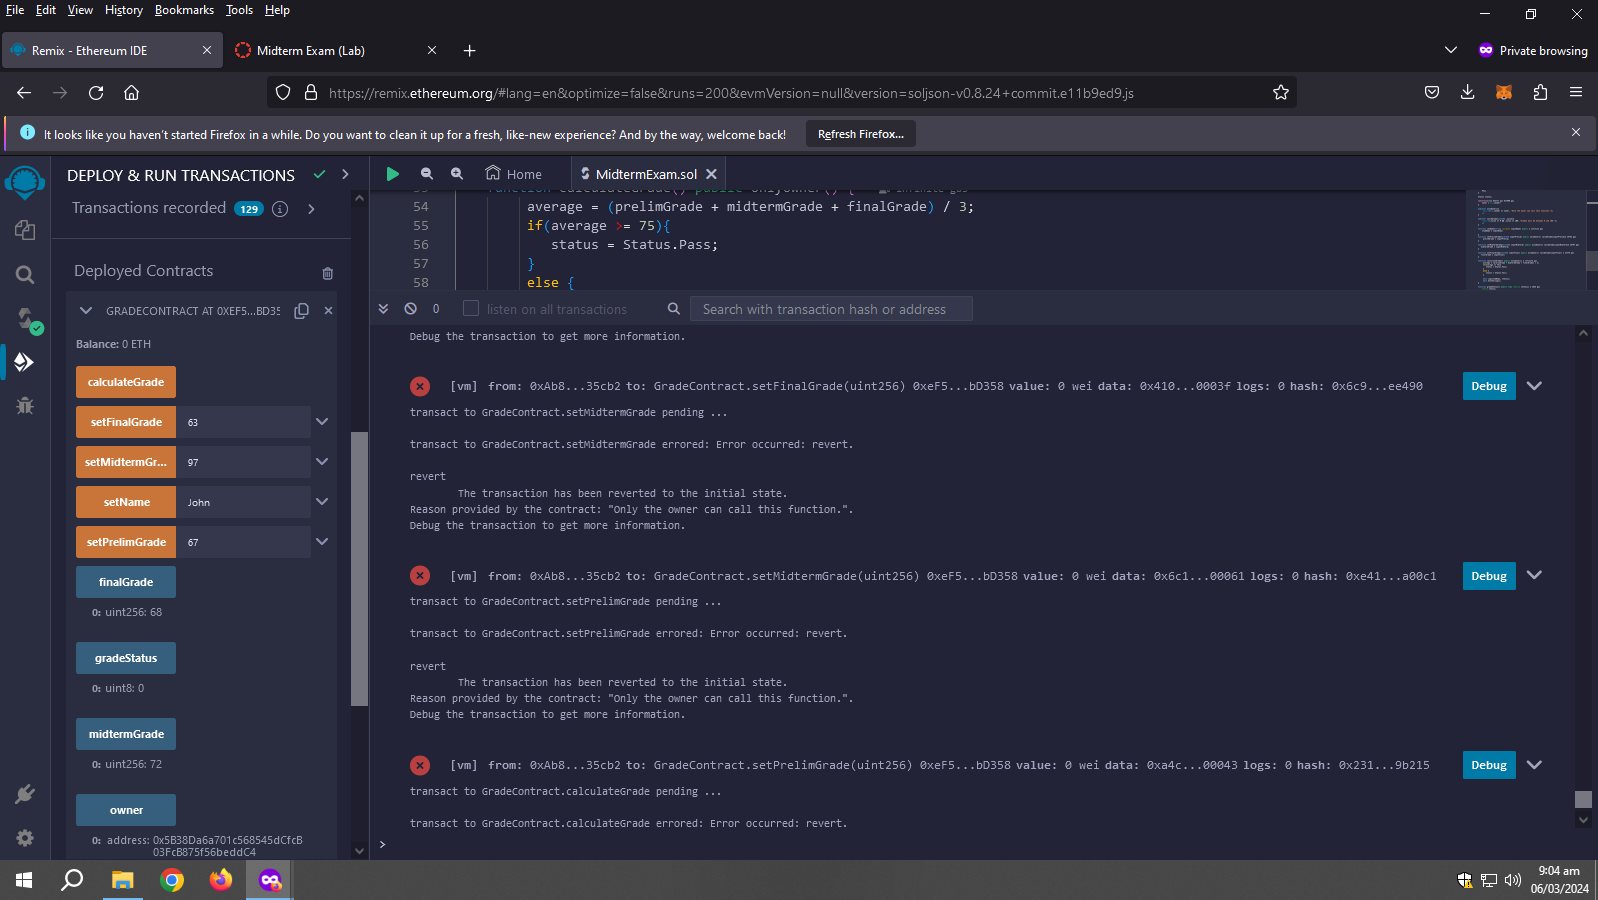 File Edit View History Bookmarks Tools Help
Remix - Ethereum IDE
Midterm Exam (Lab)
Private browsing
https://remix.ethereum.org/#lang=en&optimize=false&runs=200&evmVersion=null&version=soljson-v0.8.24+commit.e11b9ed9.js
It looks like you haven't started Firefox in a while. Do you want to clean it up for a fresh, like-new experience? And by the way, welcome back!
Refresh Firefox...
DEPLOY & RUN TRANSACTIONS
Transactions recorded 129
Deployed Contracts
GRADECONTRACT AT 0XEF5...BD35
Balance: 0 ETH
calculateGrade
setFinalGrade 63
setMidtermGr... 97
setName John
setPrelimGrade 67
finalGrade
0: uint256: 68
gradeStatus
0: uint8: 0
midtermGrade
0: uint256: 72
owner
0: address: 0x5B38Da6a701c568545dCfcB
03FcB875f56beddC4
Home
MidtermExam.sol
54 average = (prelimGrade + midtermGrade + finalGrade) / 3;
55 if(average >= 75){
56 status = Status.Pass;
57 }
58 else {
0 listen on all transactions
Search with transaction hash or address
Debug the transaction to get more information.
[vm] from: 0xAb8...35cb2 to: GradeContract.setFinalGrade(uint256) 0xeF5...bD358 value: 0 wei data: 0x410...0003f logs: 0 hash: 0x6c9...ee490
Debug
transact to GradeContract.setMidtermGrade pending ...
transact to GradeContract.setMidtermGrade errored: Error occurred: revert.
revert
The transaction has been reverted to the initial state.
Reason provided by the contract: "Only the owner can call this function.".
Debug the transaction to get more information.
[vm] from: 0xAb8...35cb2 to: GradeContract.setMidtermGrade(uint256) 0xeF5...bD358 value: 0 wei data: 0x6c1...00061 logs: 0 hash: 0xe41...a00c1
Debug
transact to GradeContract.setPrelimGrade pending ...
transact to GradeContract.setPrelimGrade errored: Error occurred: revert.
revert
The transaction has been reverted to the initial state.
Reason provided by the contract: "Only the owner can call this function.".
Debug the transaction to get more information.
[vm] from: 0xAb8...35cb2 to: GradeContract.setPrelimGrade(uint256) 0xeF5...bD358 value: 0 wei data: 0xa4c...00043 logs: 0 hash: 0x231...9b215
Debug
transact to GradeContract.calculateGrade pending ...
transact to GradeContract.calculateGrade errored: Error occurred: revert.
>
9:04 am
06/03/2024